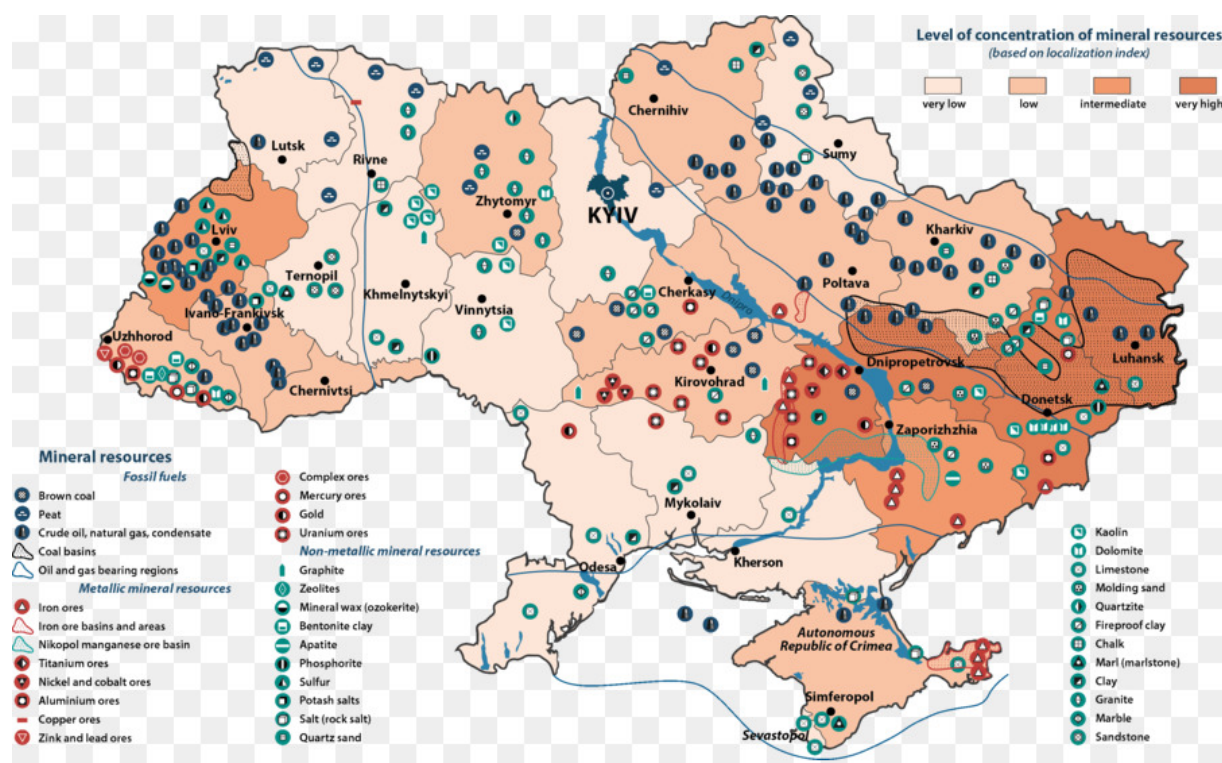 Level of concentration of mineral resources
(based on localization index)
very low
low
intermediate
very high
Chernihiv
Sumy
Lutsk
Rivne
Zhytomyr
KYIV
Lviv
Kharkiv
Ternopil
Khmelnytskyi
Vinnytsia
Cherkasy
Dnipro
Poltava
Ivano-Frankivsk
Uzhhorod
Chernivtsi
Kirovohrad
Dnipropetrovsk
Luhansk
Donetsk
Zaporizhzhia
Mykolaiv
Odesa
Kherson
Autonomous
Republic of Crimea
Simferopol
Sevastopol
Mineral resources
Fossil fuels
Brown coal
Peat
Crude oil, natural gas, condensate
Coal basins
Oil and gas bearing regions
Metallic mineral resources
Iron ores
Iron ore basins and areas
Nikopol manganese ore basin
Titanium ores
Nickel and cobalt ores
Aluminium ores
Copper ores
Zink and lead ores
Complex ores
Mercury ores
Gold
Uranium ores
Non-metallic mineral resources
Graphite
Zeolites
Mineral wax (ozokerite)
Bentonite clay
Apatite
Phosphorite
Sulfur
Potash salts
Salt (rock salt)
Quartz sand
Kaolin
Dolomite
Limestone
Molding sand
Quartzite
Fireproof clay
Chalk
Marl (marlstone)
Clay
Granite
Marble
Sandstone